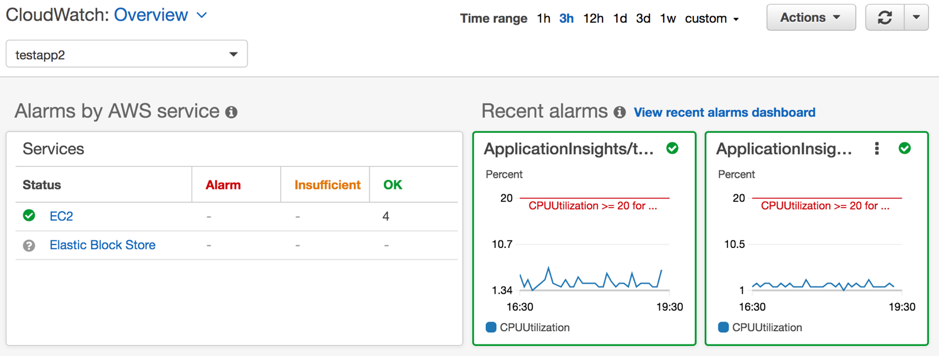 CloudWatch: Overview
Time range 1h 3h 12h 1d 3d 1w custom
Actions
testapp2
Alarms by AWS service
Recent alarms View recent alarms dashboard
Services
Status Alarm Insufficient OK
EC2 - - 4
Elastic Block Store - - -
ApplicationInsights/t...
Percent
20
CPUUtilization >= 20 for ...
10.7
1.34
16:30 19:30
CPUUtilization
ApplicationInsig...
Percent
20
CPUUtilization >= 20 for ...
10.5
1
16:30 19:30
CPUUtilization